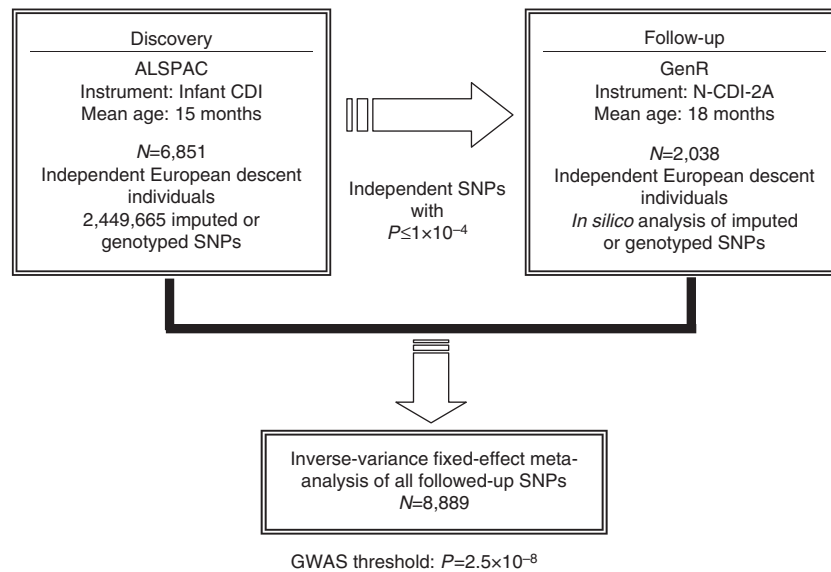 Discovery
ALSPAC
Instrument: Infant CDI
Mean age: 15 months
N=6,851
Independent European descent
individuals
2,449,665 imputed or
genotyped SNPs
Independent SNPs
with
P≤1×10⁻⁴
Follow-up
GenR
Instrument: N-CDI-2A
Mean age: 18 months
N=2,038
Independent European descent
individuals
In silico analysis of imputed
or genotyped SNPs
Inverse-variance fixed-effect meta-
analysis of all followed-up SNPs
N=8,889
GWAS threshold: P=2.5×10⁻⁸